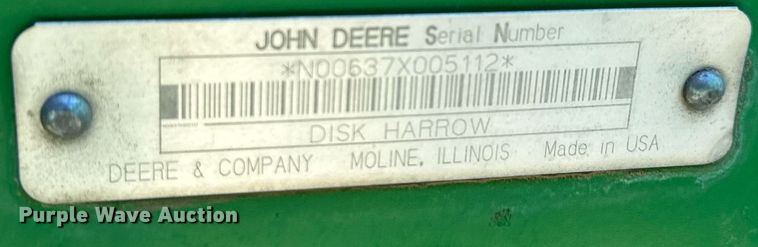 JOHN DEERE Serial Number
*N00637X005112*
DISK HARROW
DEERE & COMPANY MOLINE, ILLINOIS Made in USA
Purple Wave Auction